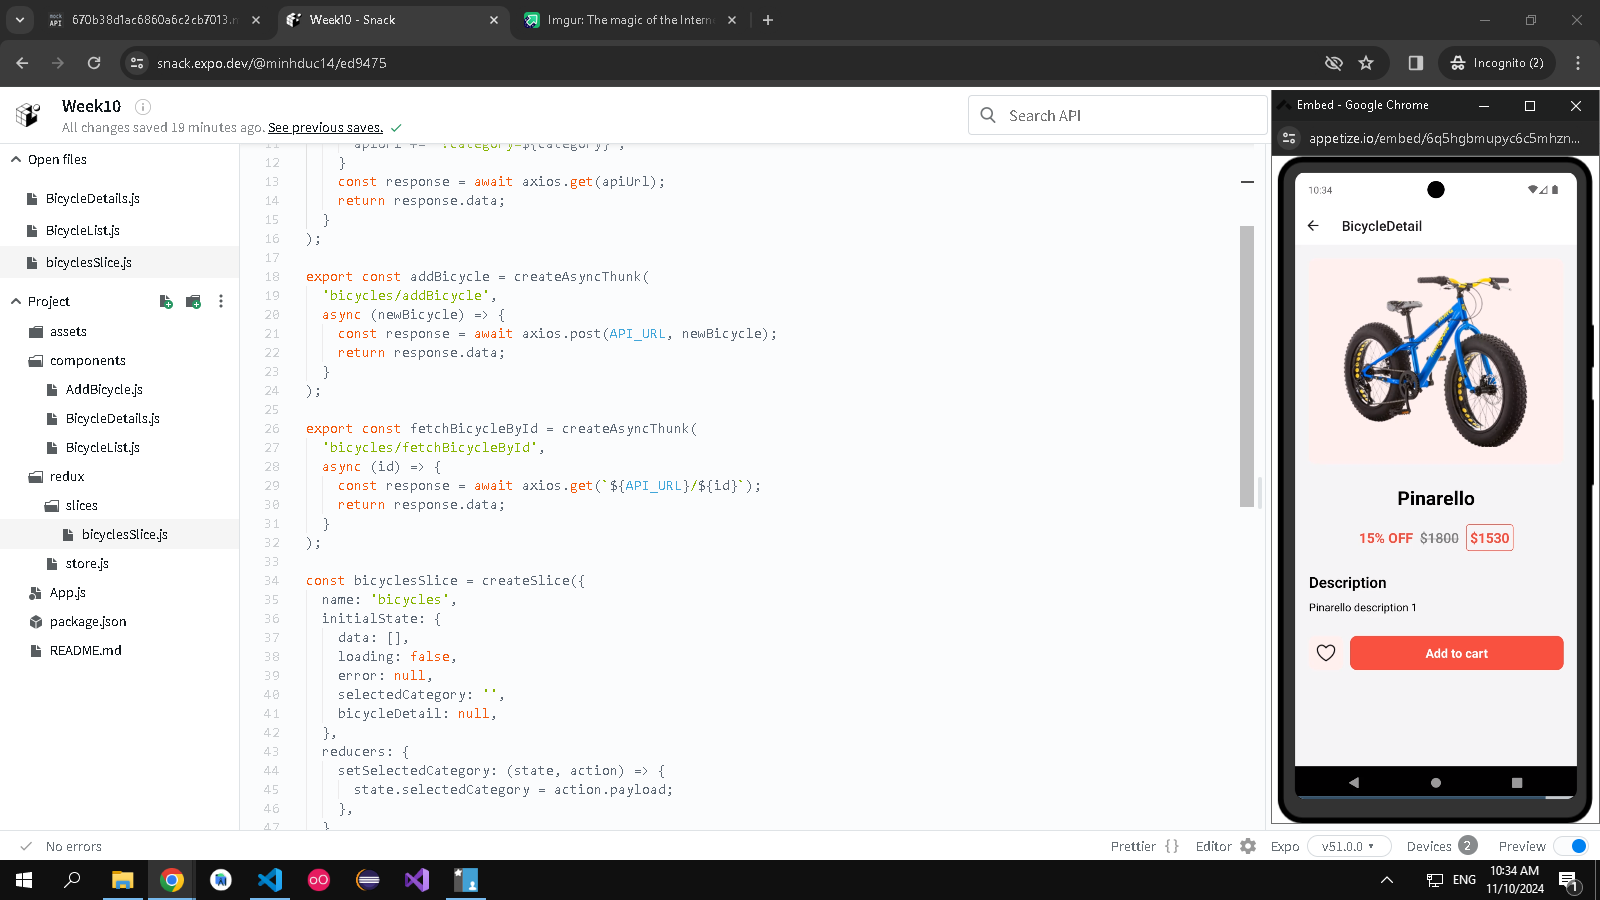 mock API
670b38d1ac6860a6c2cb7013.m
Week10 - Snack
Imgur: The magic of the Intern
snack.expo.dev/@minhduc14/ed9475
Incognito (2)
Week10
All changes saved 19 minutes ago. See previous saves.
Search API
Open files
BicycleDetails.js
BicycleList.js
bicyclesSlice.js
Project
assets
components
AddBicycle.js
BicycleDetails.js
BicycleList.js
redux
slices
bicyclesSlice.js
store.js
App.js
package.json
README.md
11 apiUrl += `?category=${category}`;
12 }
13 const response = await axios.get(apiUrl);
14 return response.data;
15 }
16 );
17
18 export const addBicycle = createAsyncThunk(
19 'bicycles/addBicycle',
20 async (newBicycle) => {
21 const response = await axios.post(API_URL, newBicycle);
22 return response.data;
23 }
24 );
25
26 export const fetchBicycleById = createAsyncThunk(
27 'bicycles/fetchBicycleById',
28 async (id) => {
29 const response = await axios.get(`${API_URL}/${id}`);
30 return response.data;
31 }
32 );
33
34 const bicyclesSlice = createSlice({
35 name: 'bicycles',
36 initialState: {
37 data: [],
38 loading: false,
39 error: null,
40 selectedCategory: '',
41 bicycleDetail: null,
42 },
43 reducers: {
44 setSelectedCategory: (state, action) => {
45 state.selectedCategory = action.payload;
46 },
47 }
Embed - Google Chrome
appetize.io/embed/6q5hgbmupyc6c5mhzn...
10:34
BicycleDetail
Pinarello
15% OFF $1800 $1530
Description
Pinarello description 1
Add to cart
No errors
Prettier {} Editor Expo v51.0.0 Devices 2 Preview
ENG
10:34 AM
11/10/2024
1